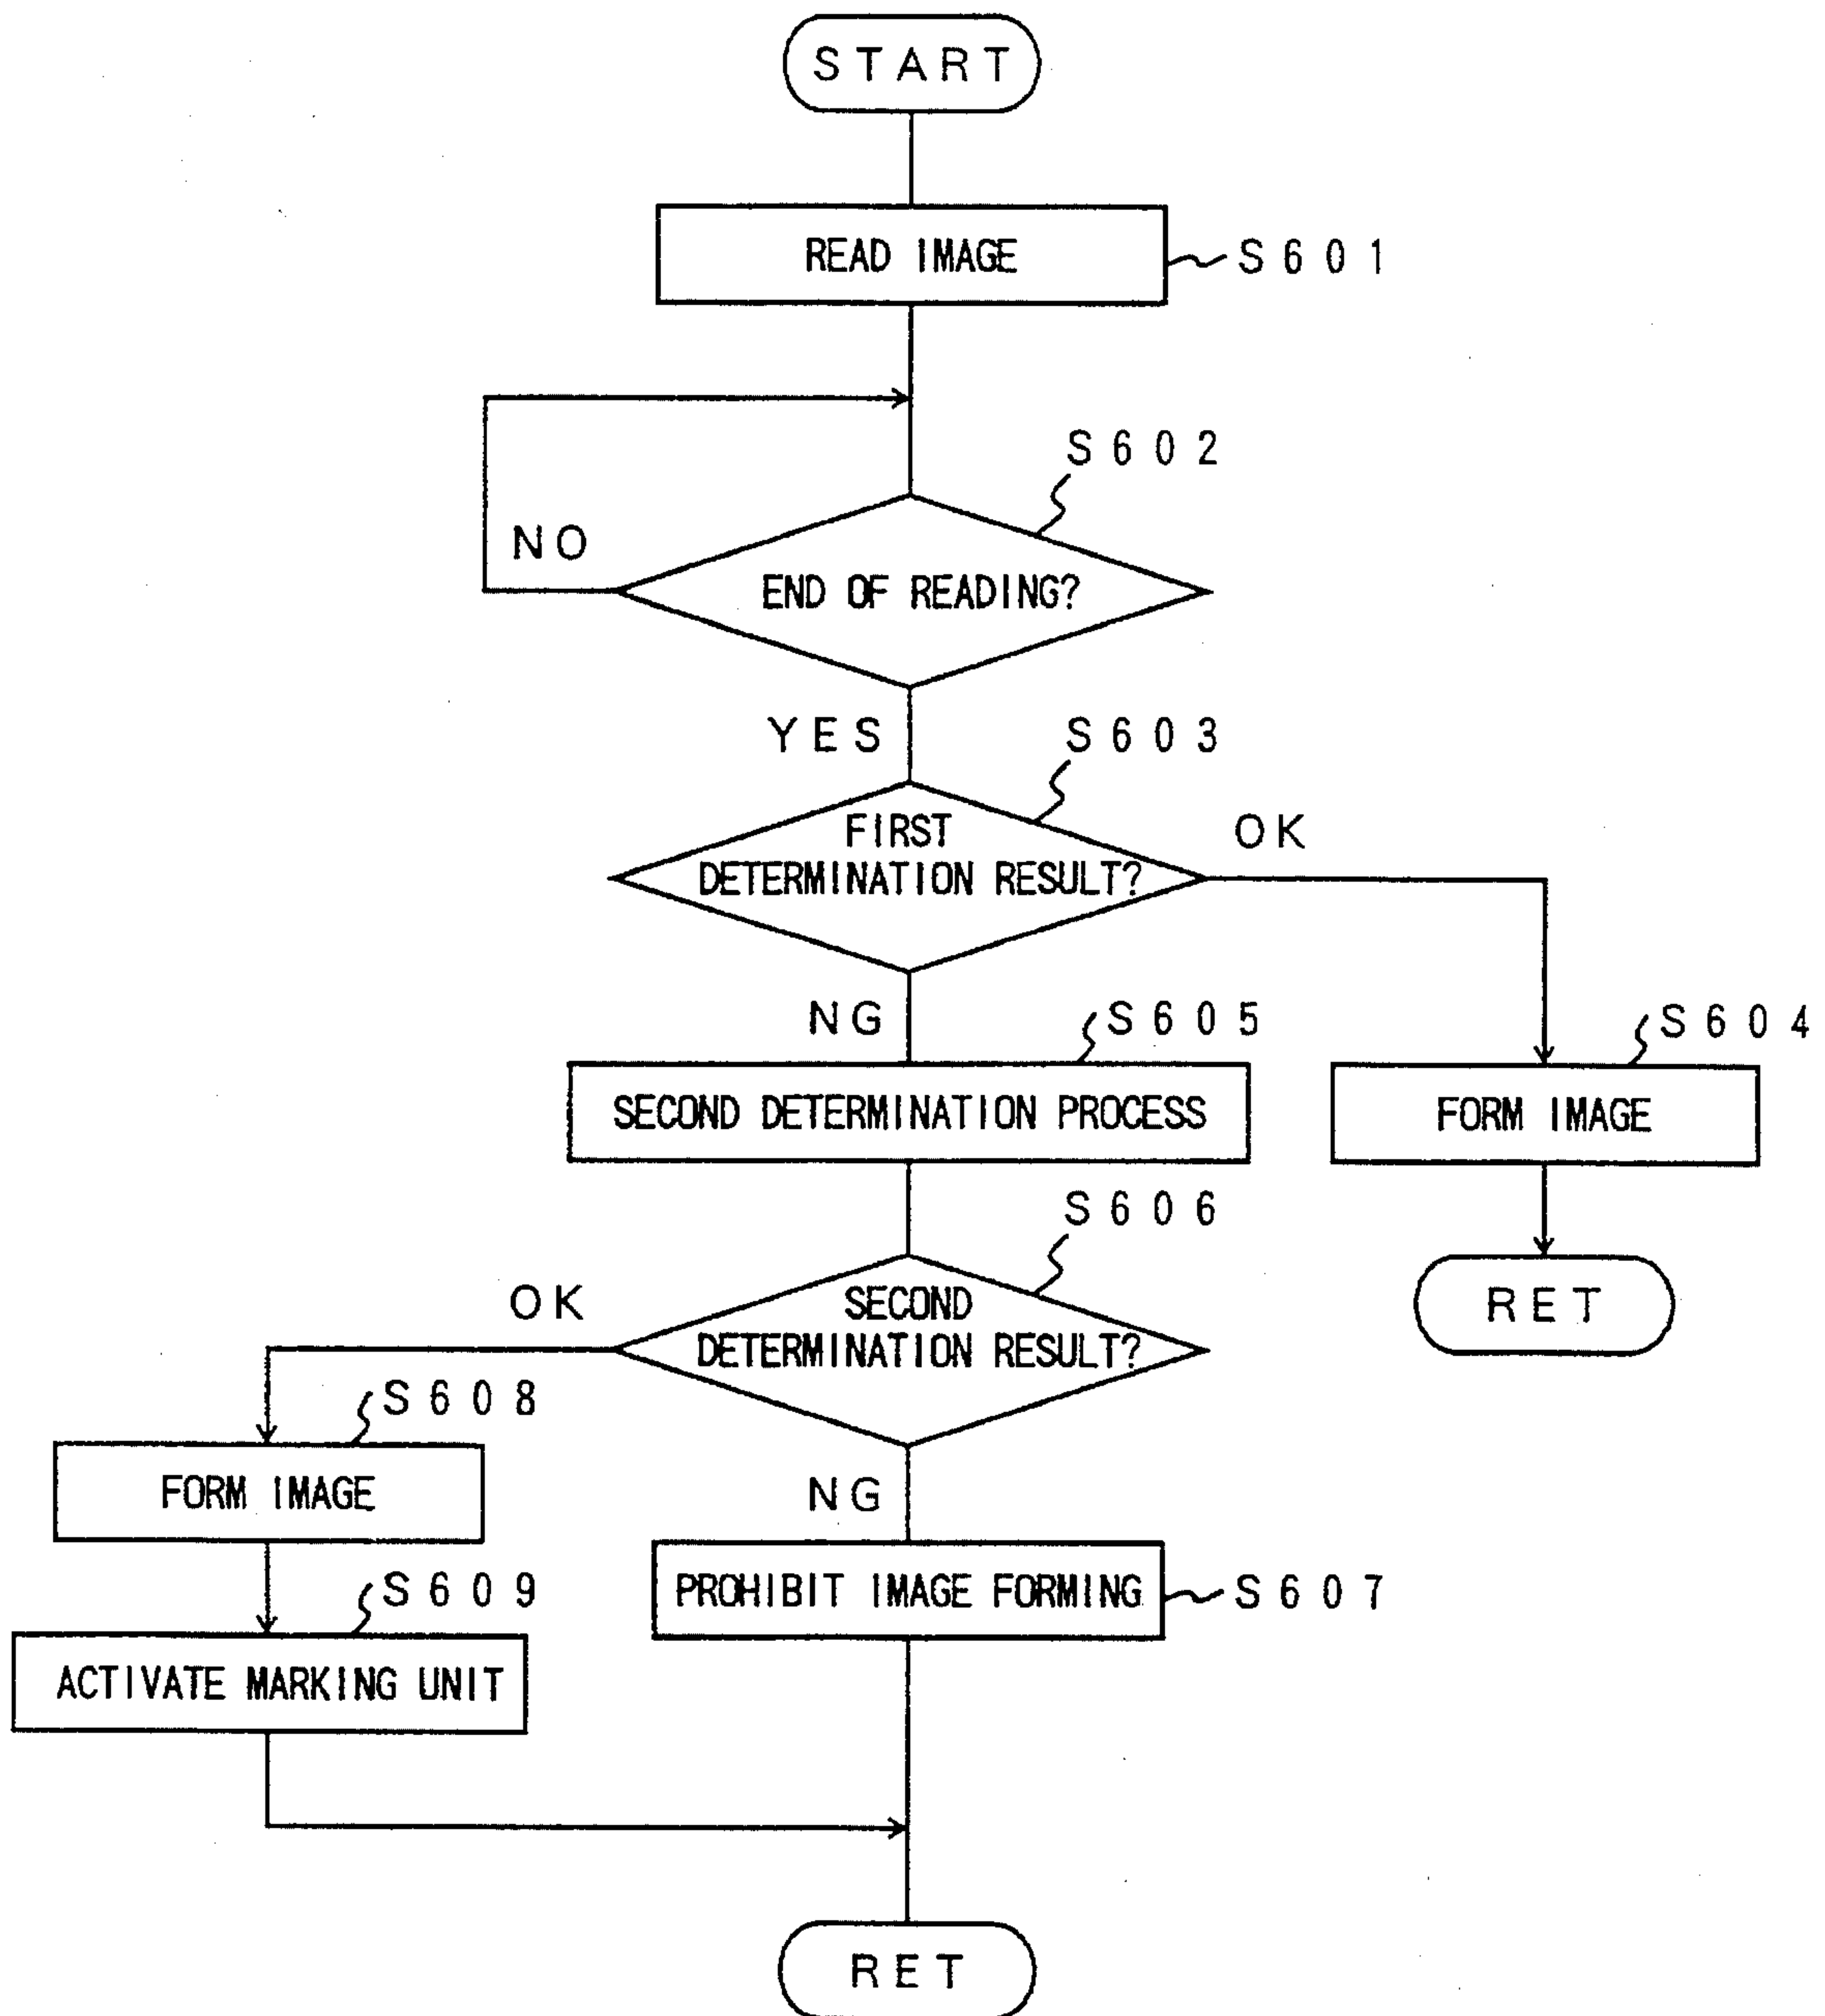 START
READ IMAGE
S601
S602
NO
END OF READING?
YES
S603
FIRST
DETERMINATION RESULT?
OK
NG
S605
S604
SECOND DETERMINATION PROCESS
FORM IMAGE
S606
OK
SECOND
DETERMINATION RESULT?
RET
S608
FORM IMAGE
NG
S609
PROHIBIT IMAGE FORMING
S607
ACTIVATE MARKING UNIT
RET